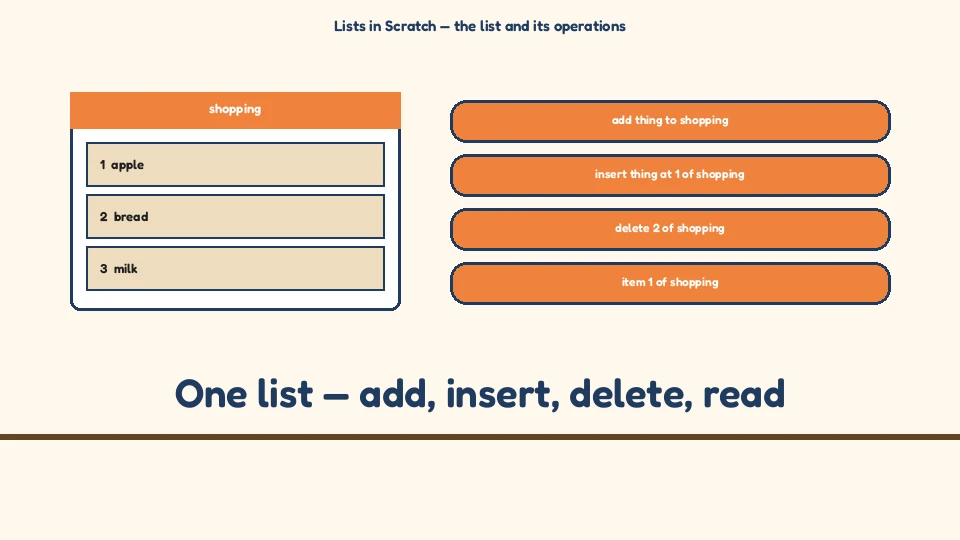 Lists in Scratch — the list and its operations
shopping
1 apple
2 bread
3 milk
add thing to shopping
insert thing at 1 of shopping
delete 2 of shopping
item 1 of shopping
One list — add, insert, delete, read